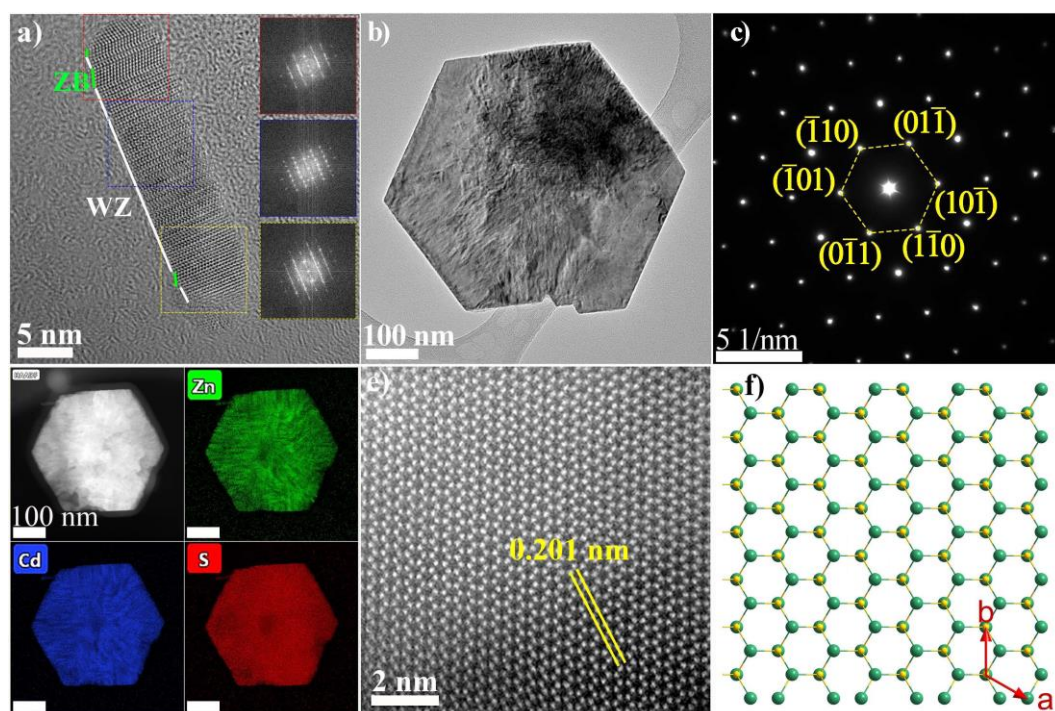 a)
ZB
WZ
5 nm
b)
100 nm
c)
(1̅10)
(011̅)
(1̅01)
(101̅)
(01̅1)
(11̅0)
5 1/nm
HAADF
Zn
100 nm
Cd
S
e)
0.201 nm
2 nm
f)
b
a